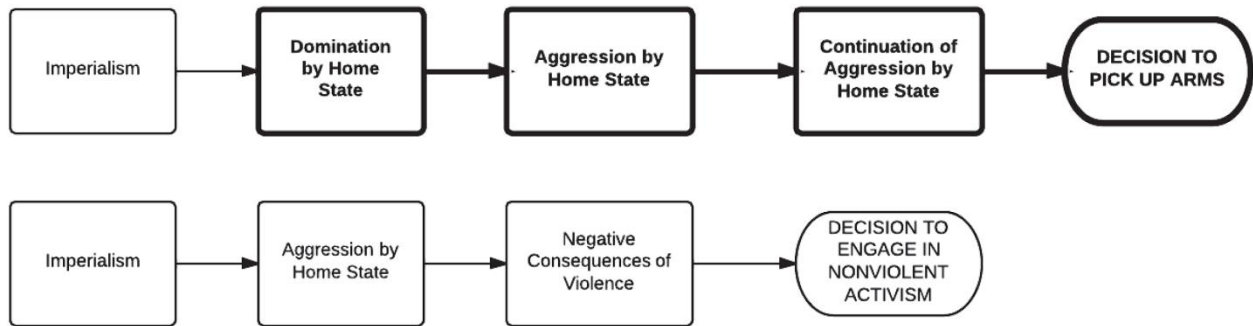 Imperialism
Domination
by Home
State
Aggression by
Home State
Continuation of
Aggression by
Home State
DECISION TO
PICK UP ARMS
Imperialism
Aggression by
Home State
Negative
Consequences of
Violence
DECISION TO
ENGAGE IN
NONVIOLENT
ACTIVISM